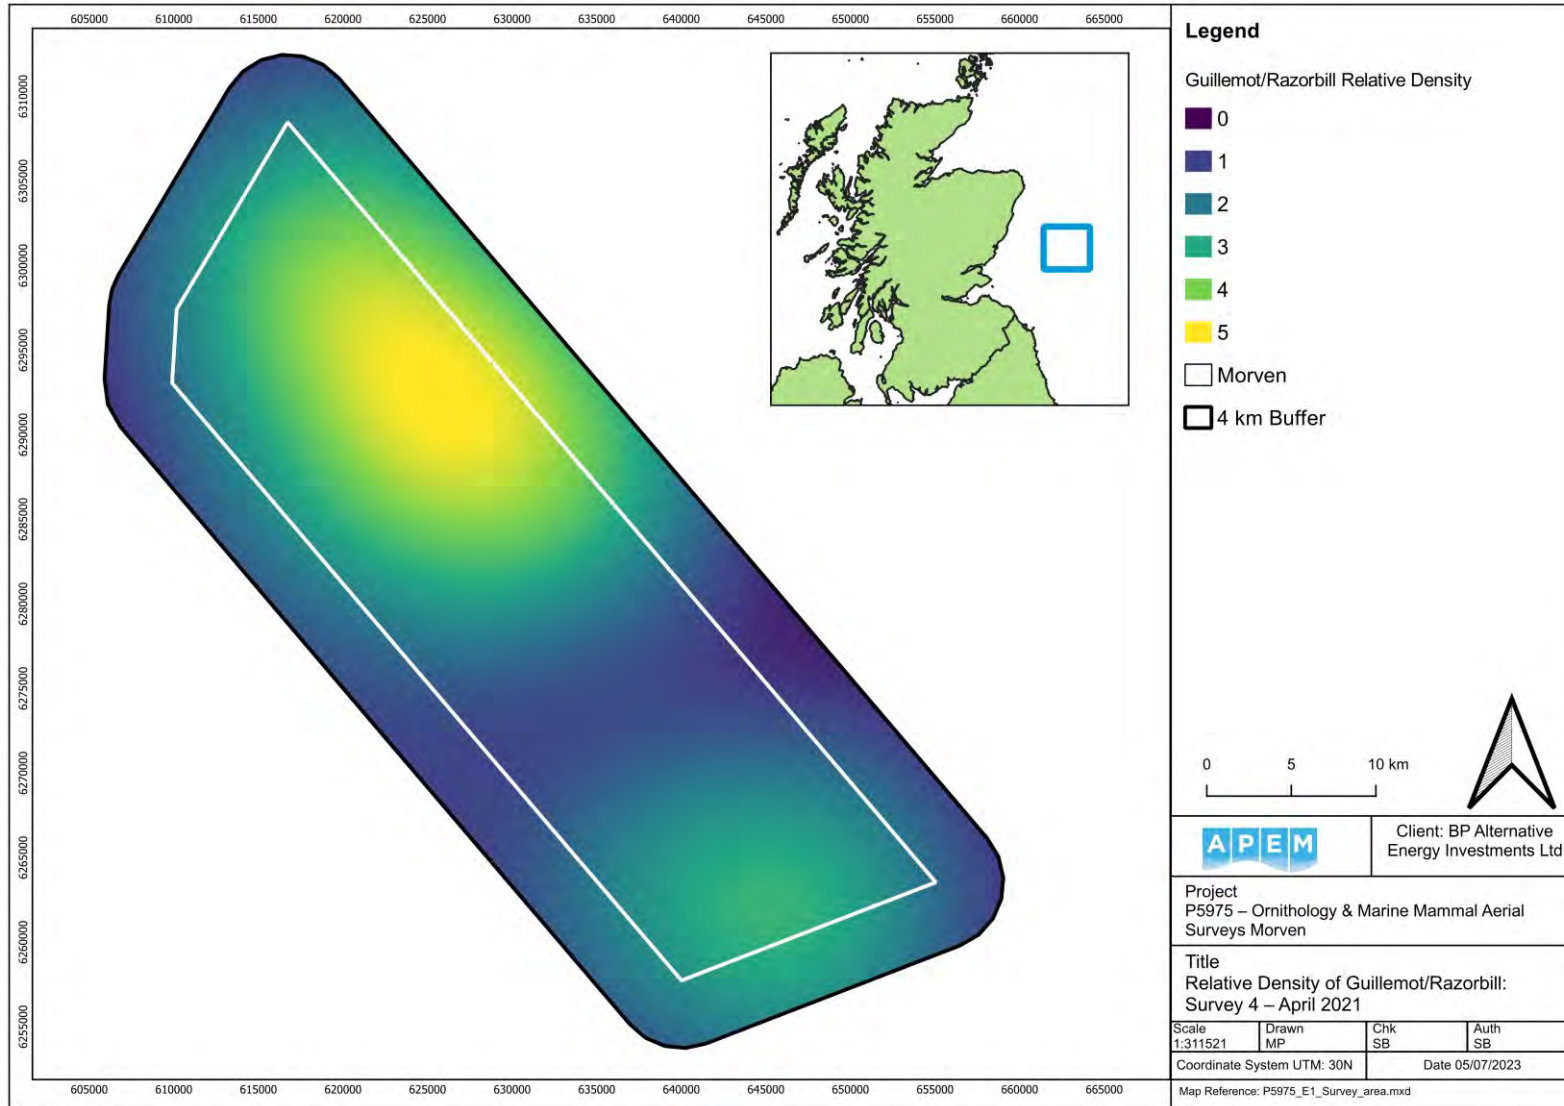 605000 610000 615000 620000 625000 630000 635000 640000 645000 650000 655000 660000 665000
6310000
6305000
6300000
6295000
6290000
6285000
6280000
6275000
6270000
6265000
6260000
6255000
605000 610000 615000 620000 625000 630000 635000 640000 645000 650000 655000 660000 665000
Legend
Guillemot/Razorbill Relative Density
0
1
2
3
4
5
Morven
4 km Buffer
0 5 10 km
APEM
Client: BP Alternative
Energy Investments Ltd
Project
P5975 – Ornithology & Marine Mammal Aerial
Surveys Morven
Title
Relative Density of Guillemot/Razorbill:
Survey 4 – April 2021
Scale Drawn Chk Auth
1:311521 MP SB SB
Coordinate System UTM: 30N Date 05/07/2023
Map Reference: P5975_E1_Survey_area.mxd